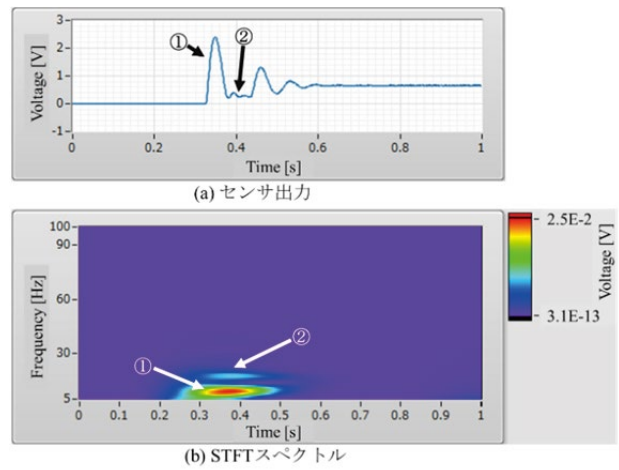 3
2
1
0
-1
Voltage [V]
①
②
0 0.2 0.4 0.6 0.8 1
Time [s]
(a) センサ出力
100
90
60
30
5
Frequency [Hz]
①
②
0 0.1 0.2 0.3 0.4 0.5 0.6 0.7 0.8 0.9 1
Time [s]
2.5E-2
3.1E-13
Voltage [V]
(b) STFTスペクトル